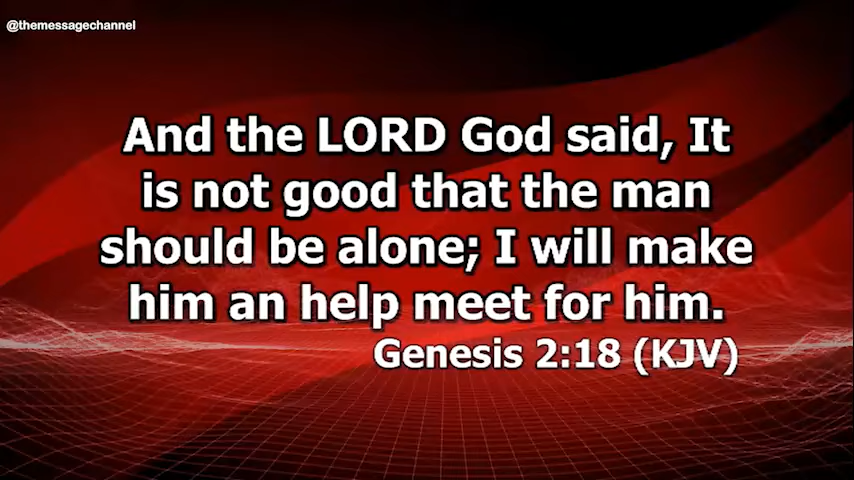 @themessagechannel
And the LORD God said, It
is not good that the man
should be alone; I will make
him an help meet for him.
Genesis 2:18 (KJV)